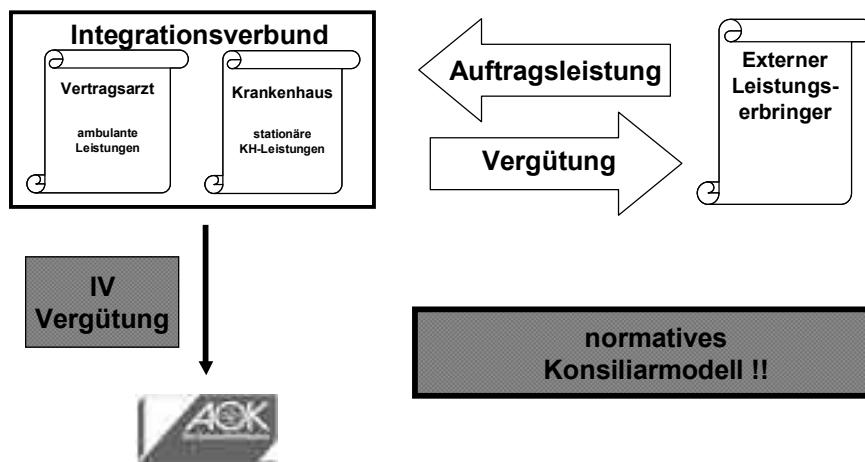 Integrationsverbund
Vertragsarzt
ambulante
Leistungen
Krankenhaus
stationäre
KH-Leistungen
Auftragsleistung
Vergütung
Externer
Leistungs-
erbringer
IV
Vergütung
normatives
Konsiliarmodell !!
AOK